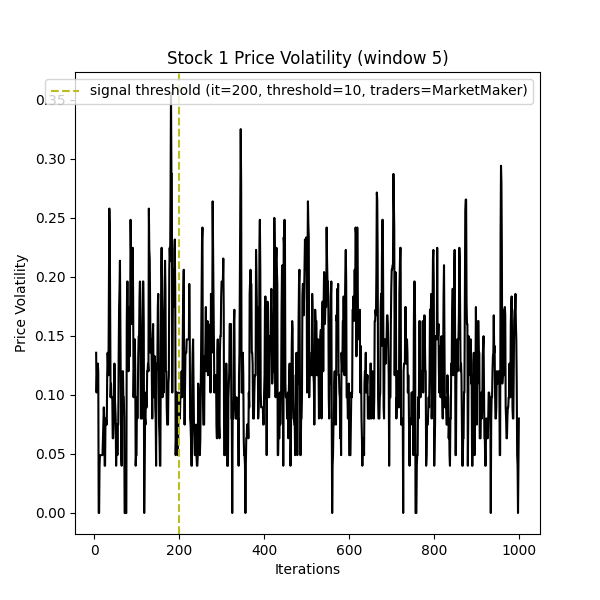 Stock 1 Price Volatility (window 5)
signal threshold (it=200, threshold=10, traders=MarketMaker)
0.35
0.30
0.25
0.20
0.15
0.10
0.05
0.00
Price Volatility
0 200 400 600 800 1000
Iterations